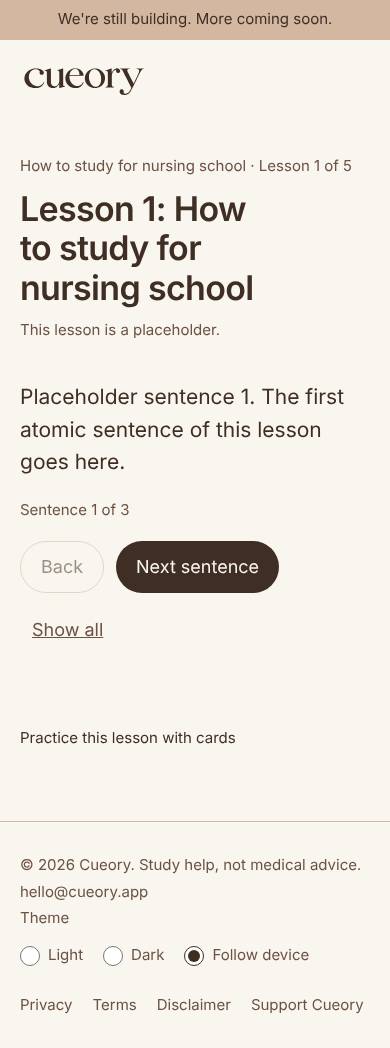 We're still building. More coming soon.
cueory
How to study for nursing school · Lesson 1 of 5
Lesson 1: How
to study for
nursing school
This lesson is a placeholder.
Placeholder sentence 1. The first
atomic sentence of this lesson
goes here.
Sentence 1 of 3
Back
Next sentence
Show all
Practice this lesson with cards
© 2026 Cueory. Study help, not medical advice.
hello@cueory.app
Theme
Light
Dark
Follow device
Privacy
Terms
Disclaimer
Support Cueory